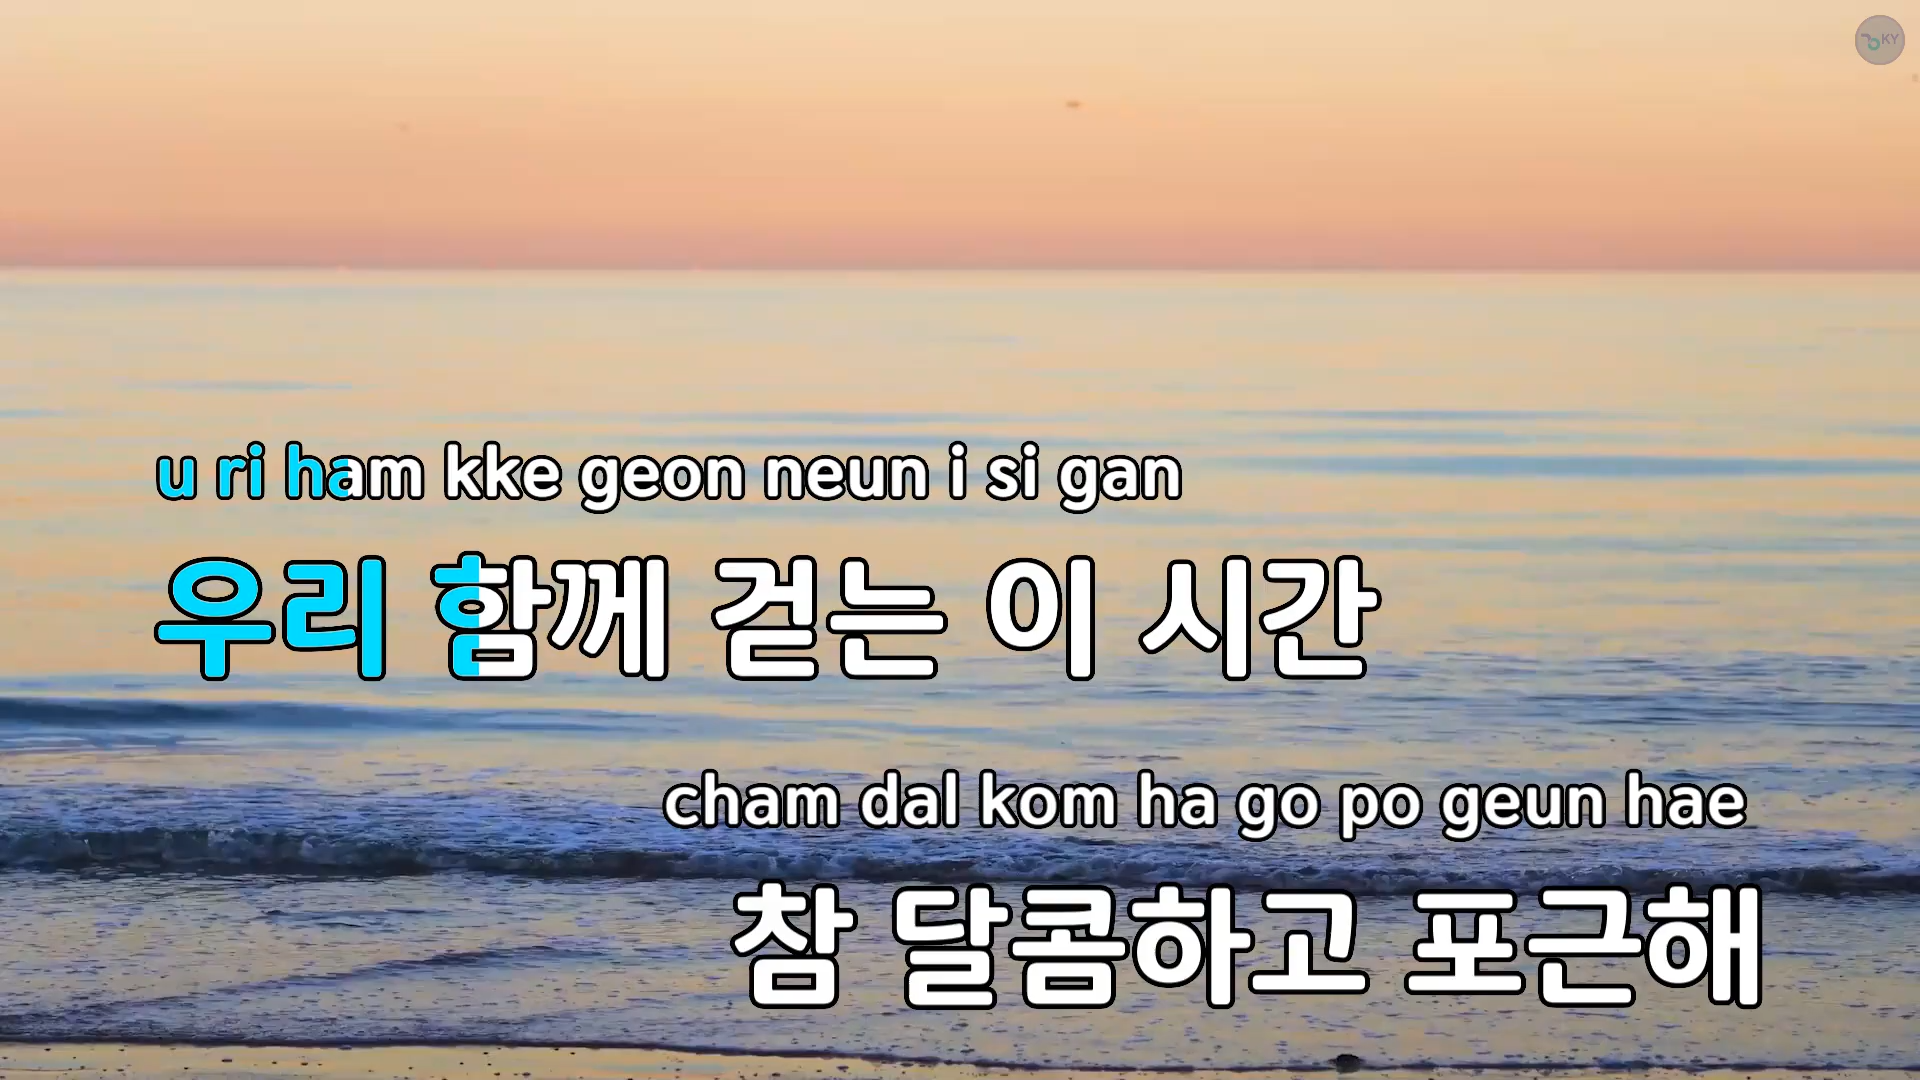 KY
u ri ham kke geon neun i si gan
우리 함께 걷는 이 시간
cham dal kom ha go po geun hae
참 달콤하고 포근해